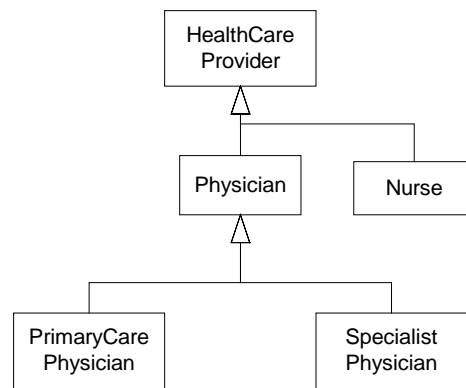 HealthCare
Provider
Physician
Nurse
PrimaryCare
Physician
Specialist
Physician